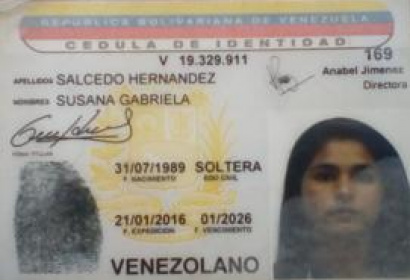 REPUBLICA BOLIVARIANA DE VENEZUELA
CEDULA DE IDENTIDAD
V 19.329.911
169
APELLIDOS SALCEDO HERNANDEZ
Anabel Jimenez
Directora
NOMBRES SUSANA GABRIELA
FIRMA TITULAR
31/07/1989 SOLTERA
F. NACIMIENTO EDO CIVIL
21/01/2016 01/2026
F. EXPEDICION F. VENCIMIENTO
VENEZOLANO